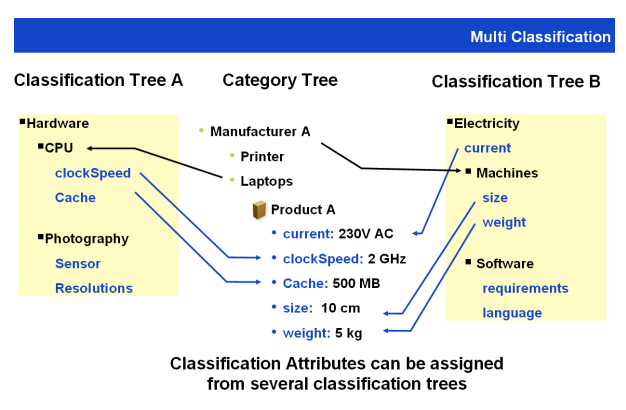 Multi Classification
Classification Tree A
Category Tree
Classification Tree B
Hardware
CPU
clockSpeed
Cache
Photography
Sensor
Resolutions
Manufacturer A
Printer
Laptops
Product A
current: 230V AC
clockSpeed: 2 GHz
Cache: 500 MB
size: 10 cm
weight: 5 kg
Electricity
current
Machines
size
weight
Software
requirements
language
Classification Attributes can be assigned
from several classification trees